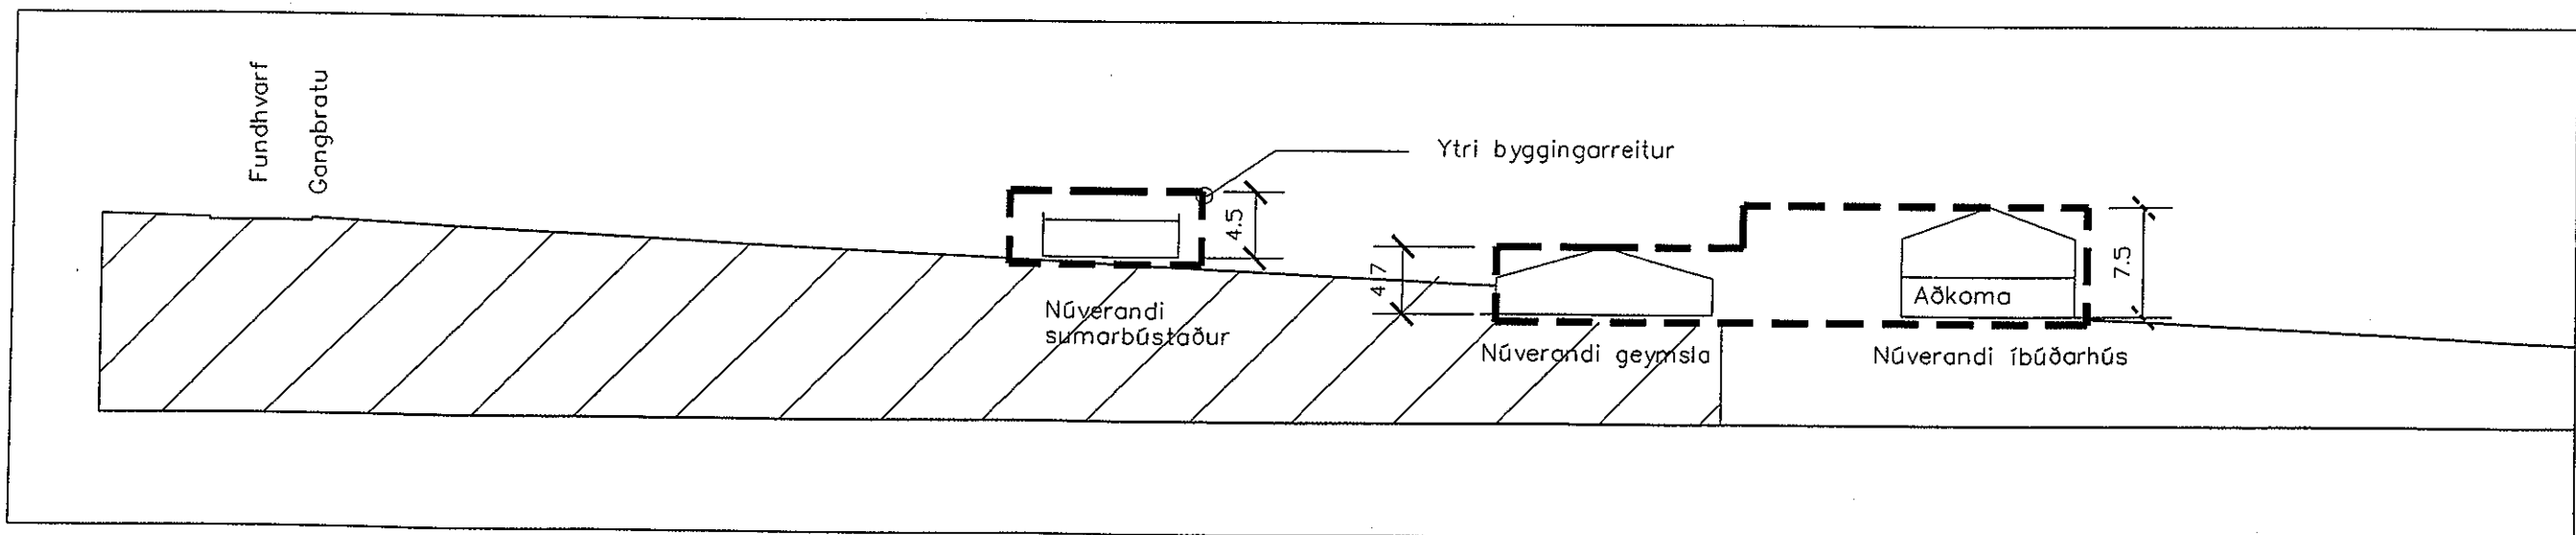 Fundhvarf
Gangbratu
Ytri byggingarreitur
4.5
4.7
7.5
Aðkoma
Núverandi
sumarbústaður
Núverandi geymsla
Núverandi íbúðarhús